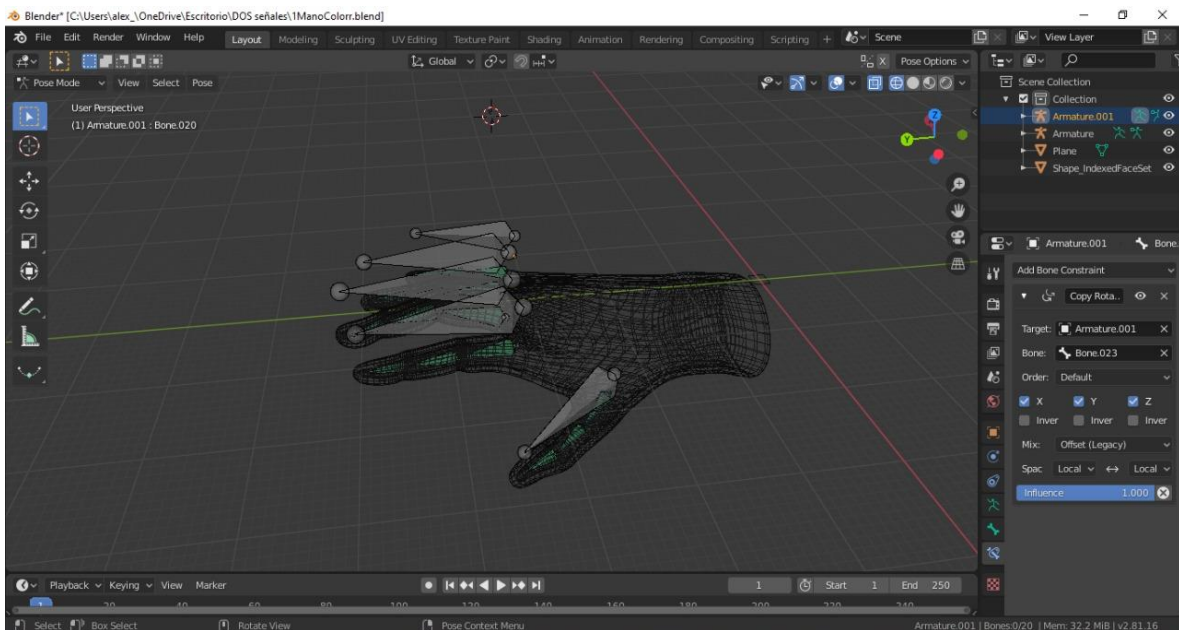 Blender* [C:\Users\alex_\OneDrive\Escritorio\DOS señales\1ManoColorr.blend]
File Edit Render Window Help Layout Modeling Sculpting UV Editing Texture Paint Shading Animation Rendering Compositing Scripting + Scene View Layer
Global Pose Options
Pose Mode View Select Pose
User Perspective
(1) Armature.001 : Bone.020
Z
Y
Scene Collection
Collection
Armature.001
Armature
Plane
Shape_IndexedFaceSet
Armature.001 Bone.
Add Bone Constraint
Copy Rota..
Target: Armature.001
Bone: Bone.023
Order: Default
X Y Z
Inver Inver Inver
Mix: Offset (Legacy)
Spac Local Local
Influence 1.000
Playback Keying View Marker 1 Start 1 End 250
1 20 40 60 80 100 120 140 160 180 200 220 240
Select Box Select Rotate View Pose Context Menu Armature.001 | Bones:0/20 | Mem: 32.2 MiB | v2.81.16